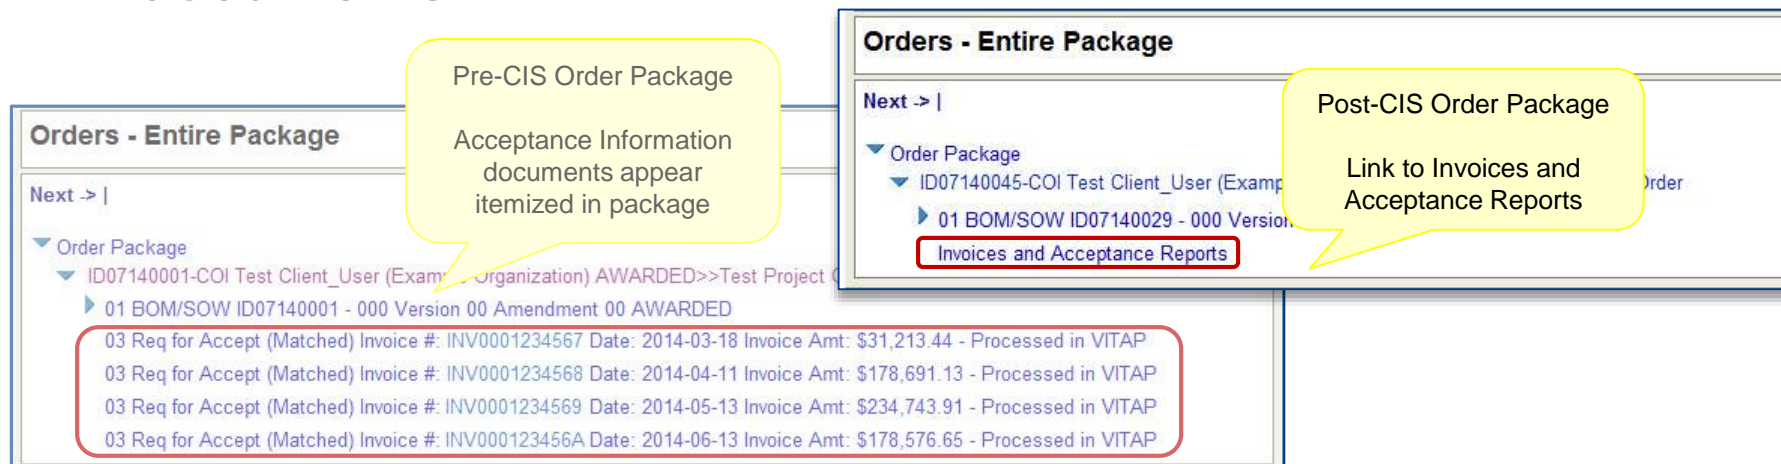 Pre-CIS Order Package
Acceptance Information
documents appear
itemized in package
Orders - Entire Package
Next -> |
Order Package
ID07140001-COI Test Client_User (Examp Organization) AWARDED>>Test Project
01 BOM/SOW ID07140001 - 000 Version 00 Amendment 00 AWARDED
03 Req for Accept (Matched) Invoice #: INV0001234567 Date: 2014-03-18 Invoice Amt: $31,213.44 - Processed in VITAP
03 Req for Accept (Matched) Invoice #: INV0001234568 Date: 2014-04-11 Invoice Amt: $178,691.13 - Processed in VITAP
03 Req for Accept (Matched) Invoice #: INV0001234569 Date: 2014-05-13 Invoice Amt: $234,743.91 - Processed in VITAP
03 Req for Accept (Matched) Invoice #: INV000123456A Date: 2014-06-13 Invoice Amt: $178,576.65 - Processed in VITAP
Orders - Entire Package
Next -> |
Order Package
ID07140045-COI Test Client_User (Examp rder
01 BOM/SOW ID07140029 - 000 Version
Invoices and Acceptance Reports
Post-CIS Order Package
Link to Invoices and
Acceptance Reports